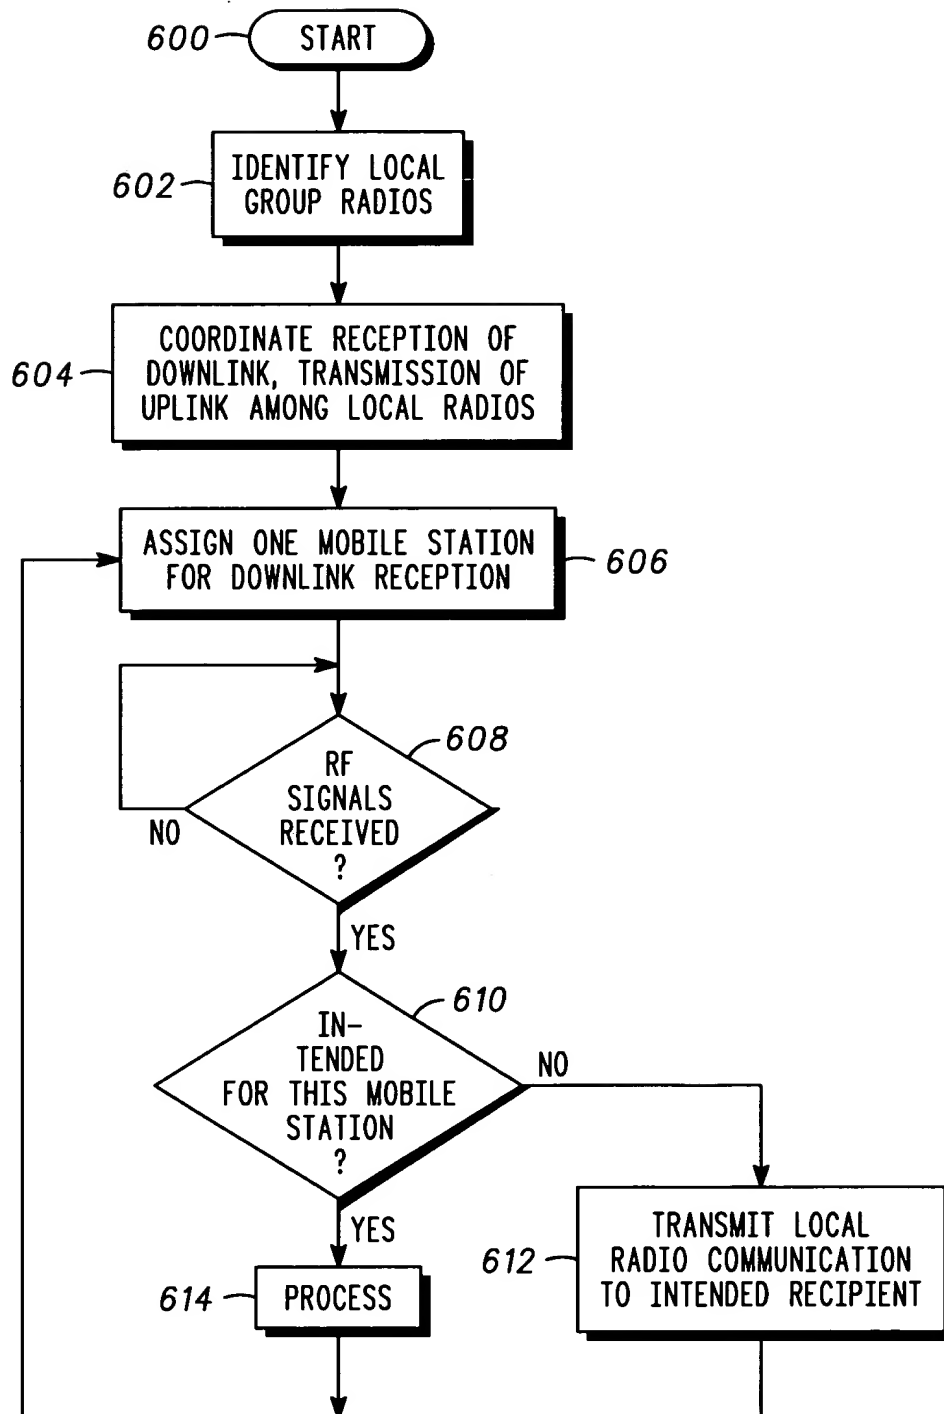 600
START
602
IDENTIFY LOCAL
GROUP RADIOS
604
COORDINATE RECEPTION OF
DOWNLINK, TRANSMISSION OF
UPLINK AMONG LOCAL RADIOS
ASSIGN ONE MOBILE STATION
FOR DOWNLINK RECEPTION
606
608
RF
SIGNALS
RECEIVED
?
NO
YES
610
IN-
TENDED
FOR THIS MOBILE
STATION
?
NO
YES
612
TRANSMIT LOCAL
RADIO COMMUNICATION
TO INTENDED RECIPIENT
614
PROCESS